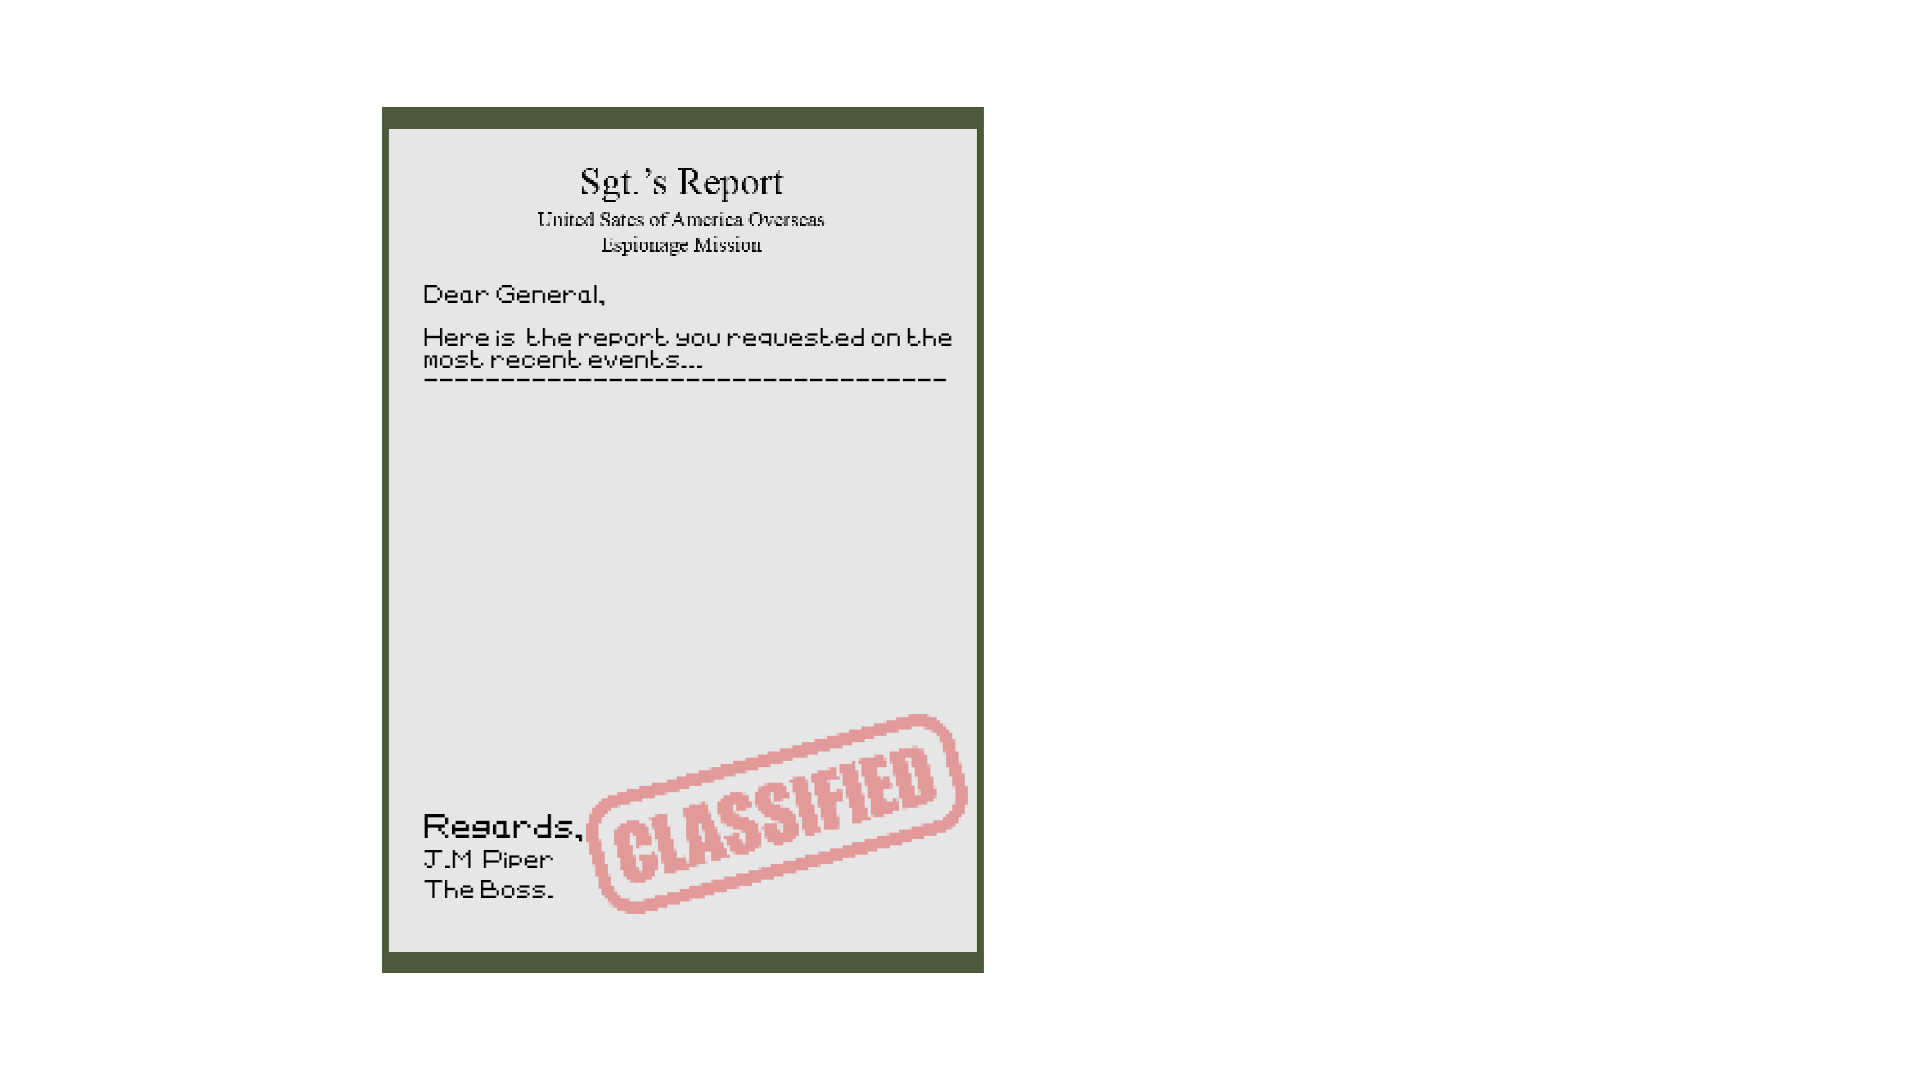 Sgt.’s Report
United Sates of America Overseas
Espionage Mission
Dear General,
Here is the report you requested on the
most recent events...
----------------------------------
Regards,
J.M Piper
The Boss.
CLASSIFIED